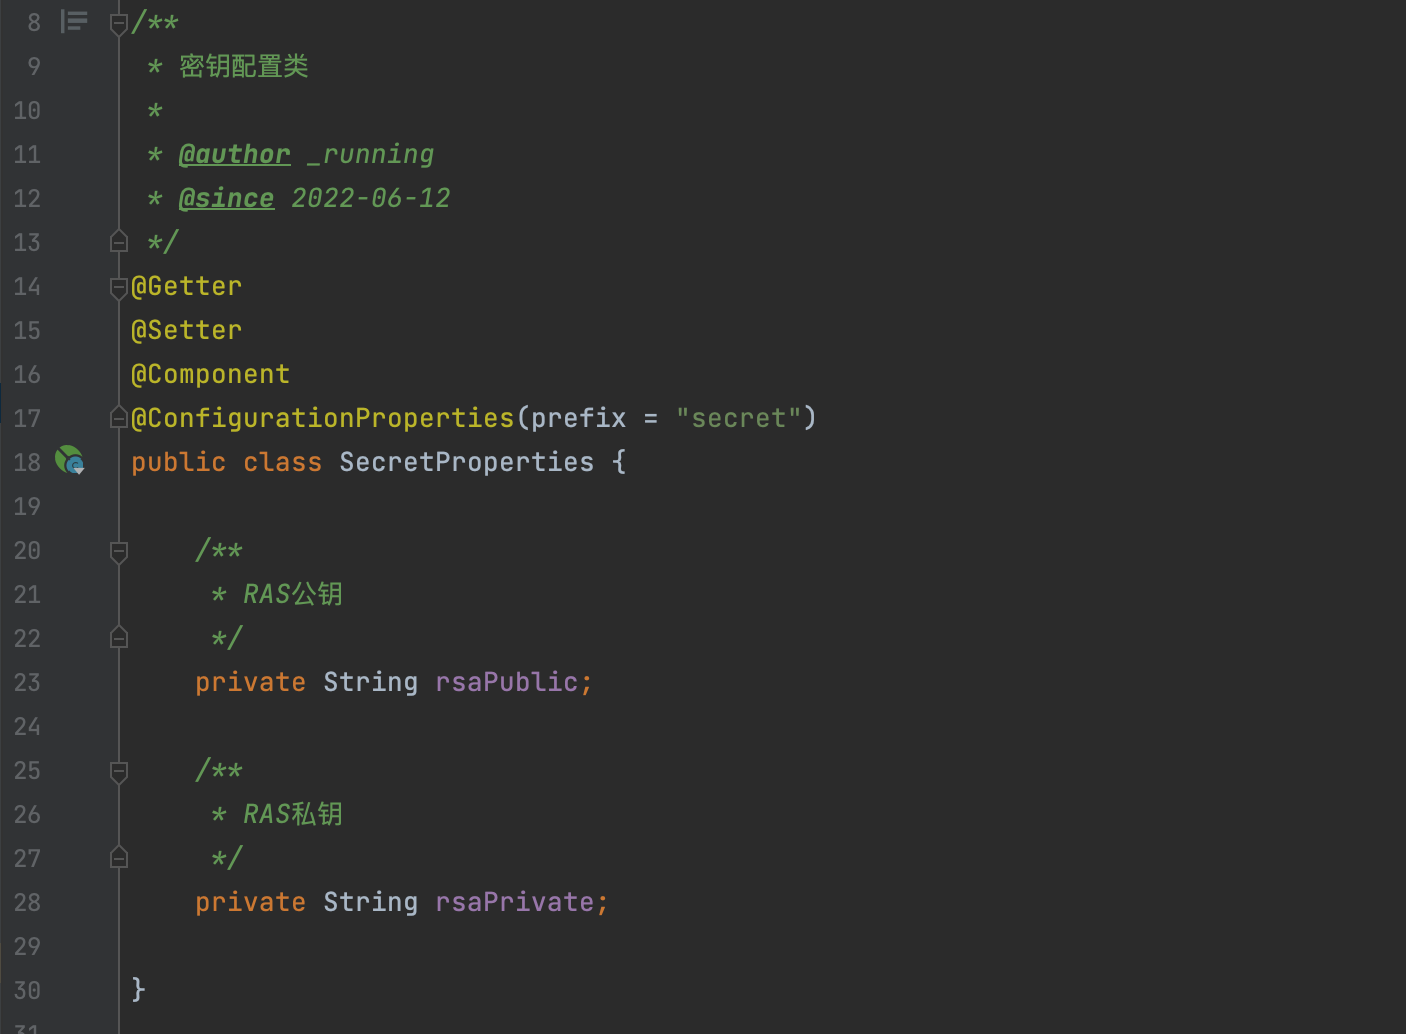 8 /**
9 * 密钥配置类
10 *
11 * @author _running
12 * @since 2022-06-12
13 */
14 @Getter
15 @Setter
16 @Component
17 @ConfigurationProperties(prefix = "secret")
18 public class SecretProperties {
19
20 /**
21 * RAS公钥
22 */
23 private String rsaPublic;
24
25 /**
26 * RAS私钥
27 */
28 private String rsaPrivate;
29
30 }
31